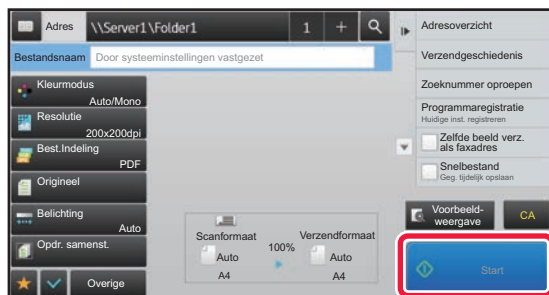 Adres
\\Server1\Folder1
1
+
Bestandsnaam
Door systeeminstellingen vastgezet
Kleurmodus
Auto/Mono
Resolutie
200x200dpi
Best.Indeling
PDF
Origineel
Belichting
Auto
Opdr. samenst.
Overige
Scanformaat
Auto
A4
100%
Verzendformaat
Auto
A4
Adresoverzicht
Verzendgeschiedenis
Zoeknummer oproepen
Programmaregistratie
Huidige inst. registreren
Zelfde beeld verz.
als faxadres
Snelbestand
Geg. tijdelijk opslaan
Voorbeeld-
weergave
CA
Start